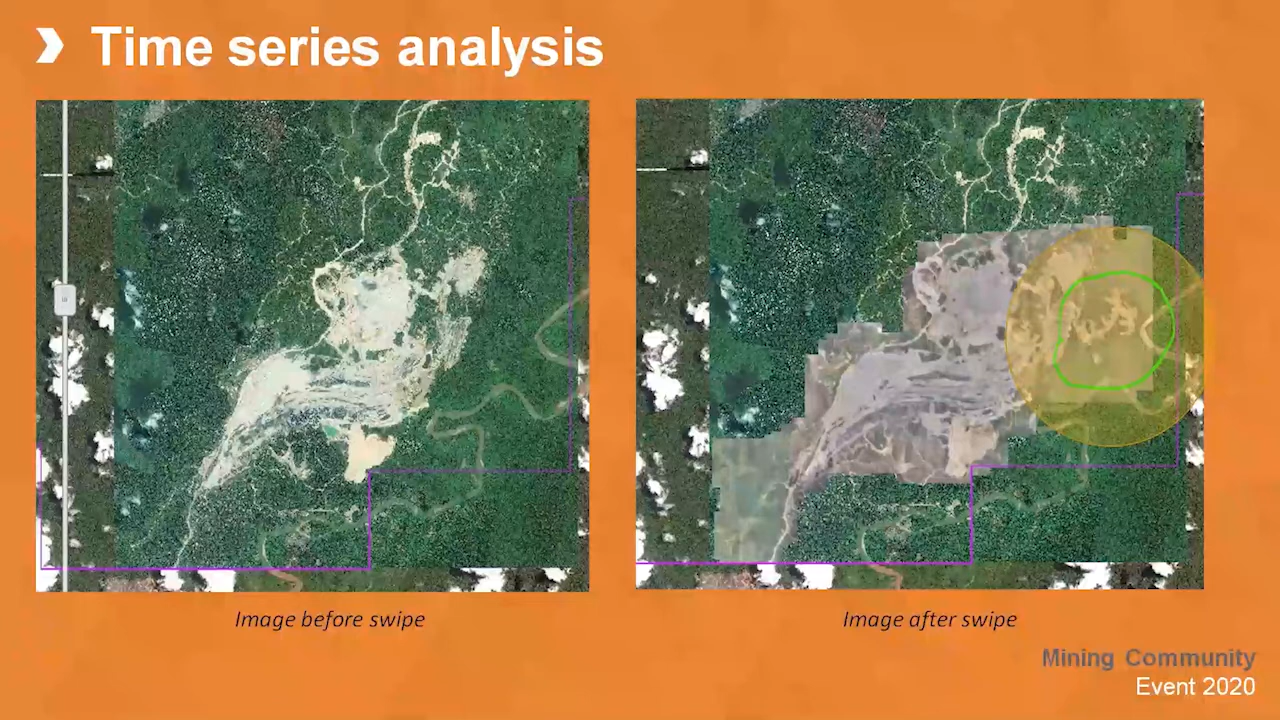 Time series analysis
Image before swipe
Image after swipe
Mining Community
Event 2020